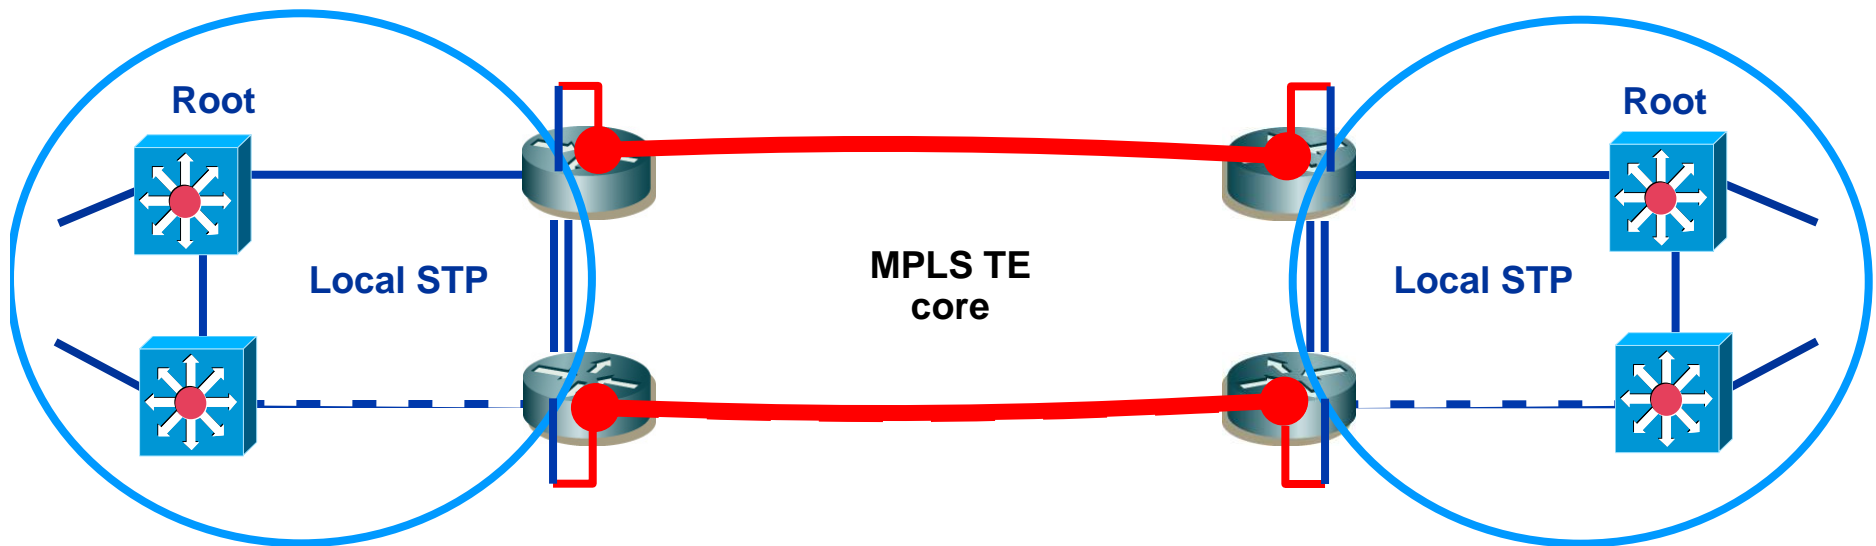 Root
Root
Local STP
MPLS TE
core
Local STP